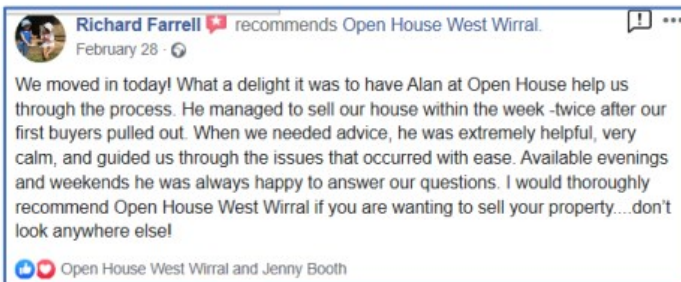 Richard Farrell recommends Open House West Wirral.
February 28 ·
We moved in today! What a delight it was to have Alan at Open House help us
through the process. He managed to sell our house within the week -twice after our
first buyers pulled out. When we needed advice, he was extremely helpful, very
calm, and guided us through the issues that occurred with ease. Available evenings
and weekends he was always happy to answer our questions. I would thoroughly
recommend Open House West Wirral if you are wanting to sell your property....don't
look anywhere else!
Open House West Wirral and Jenny Booth